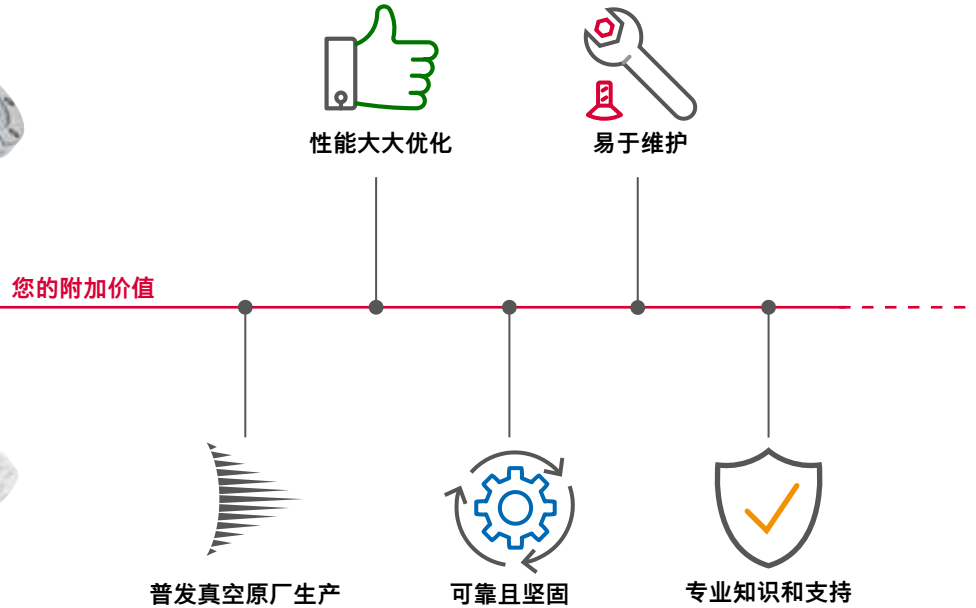 性能大大优化
易于维护
您的附加价值
普发真空原厂生产
可靠且坚固
专业知识和支持